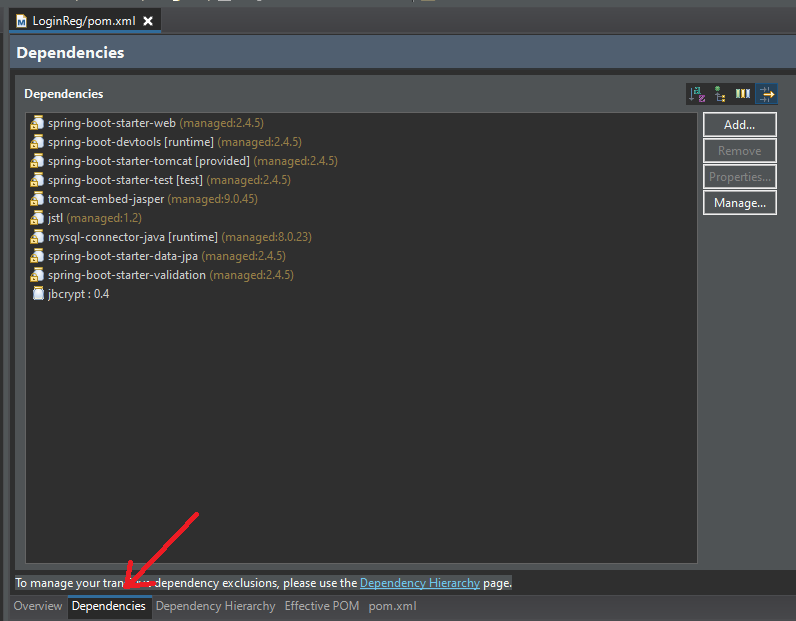 LoginReg/pom.xml
Dependencies
Dependencies
spring-boot-starter-web (managed:2.4.5)
spring-boot-devtools [runtime] (managed:2.4.5)
spring-boot-starter-tomcat [provided] (managed:2.4.5)
spring-boot-starter-test [test] (managed:2.4.5)
tomcat-embed-jasper (managed:9.0.45)
jstl (managed:1.2)
mysql-connector-java [runtime] (managed:8.0.23)
spring-boot-starter-data-jpa (managed:2.4.5)
spring-boot-starter-validation (managed:2.4.5)
jbcrypt : 0.4
Add...
Remove
Properties...
Manage...
To manage your dependency exclusions, please use the Dependency Hierarchy page.
Overview Dependencies Dependency Hierarchy Effective POM pom.xml